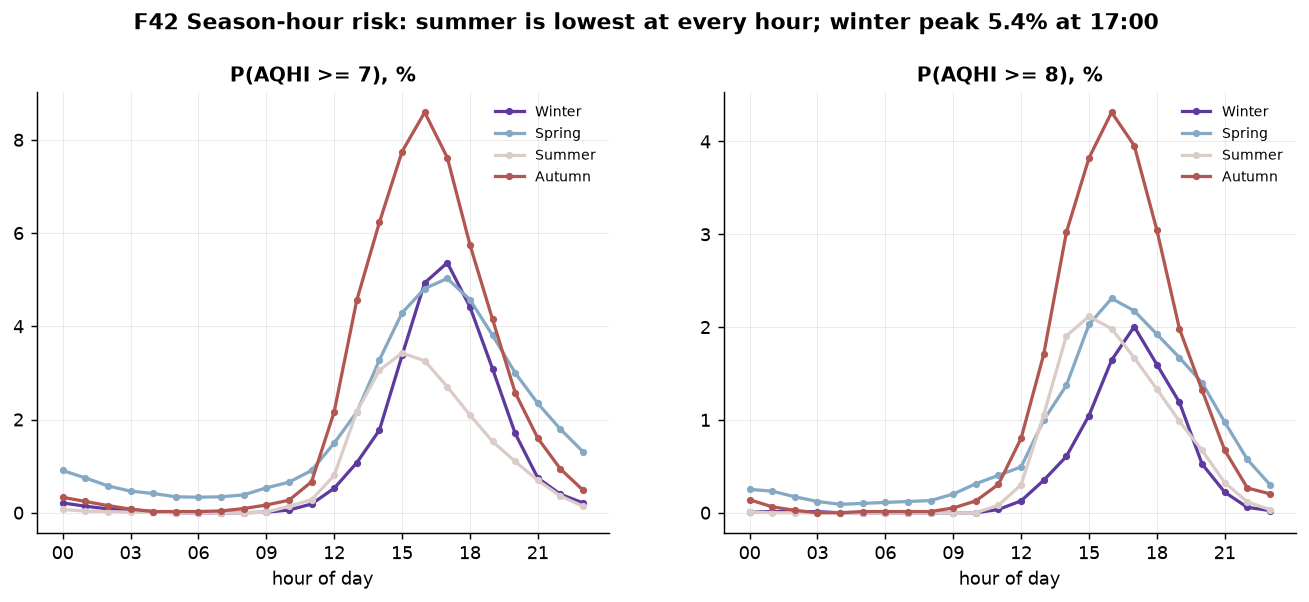 F42 Season-hour risk: summer is lowest at every hour; winter peak 5.4% at 17:00
P(AQHI >= 7), %
Winter
Spring
Summer
Autumn
8
6
4
2
0
00 03 06 09 12 15 18 21
hour of day
P(AQHI >= 8), %
Winter
Spring
Summer
Autumn
4
3
2
1
0
00 03 06 09 12 15 18 21
hour of day